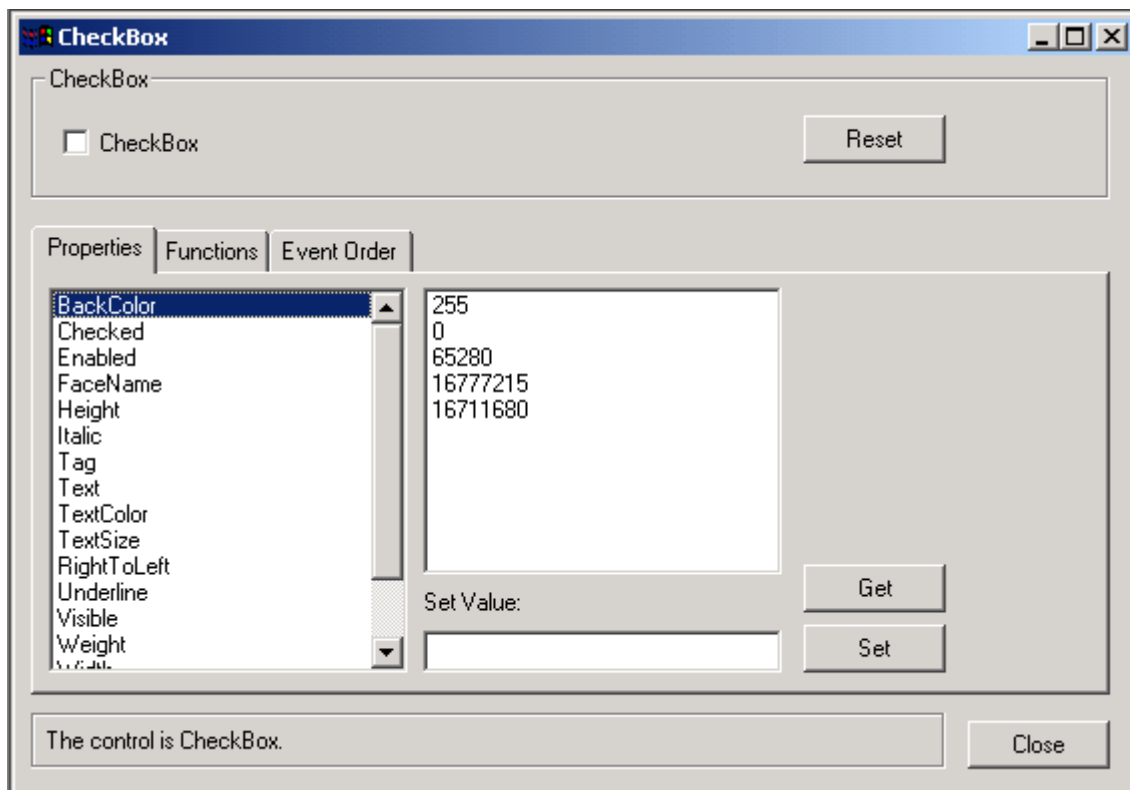 CheckBox
CheckBox
CheckBox
Reset
Properties
Functions
Event Order
BackColor
Checked
Enabled
FaceName
Height
Italic
Tag
Text
TextColor
TextSize
RightToLeft
Underline
Visible
Weight
Width
255
0
65280
16777215
16711680
Set Value:
Get
Set
The control is CheckBox.
Close